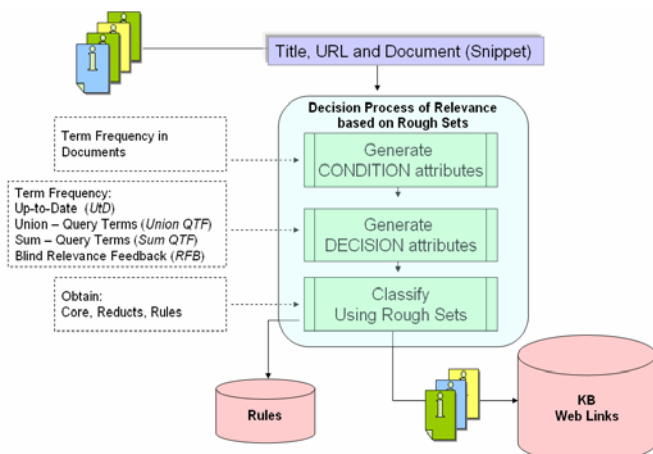 Title, URL and Document (Snippet)
Decision Process of Relevance
based on Rough Sets
Term Frequency in
Documents
Generate
CONDITION attributes
Term Frequency:
Up-to-Date (UtD)
Union – Query Terms (Union QTF)
Sum – Query Terms (Sum QTF)
Blind Relevance Feedback (RFB)
Generate
DECISION attributes
Obtain:
Core, Reducts, Rules
Classify
Using Rough Sets
Rules
KB
Web Links